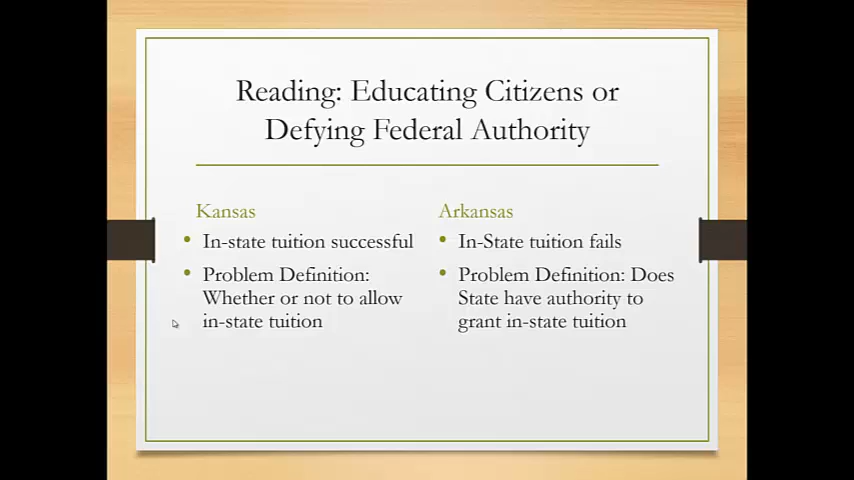 Reading: Educating Citizens or
Defying Federal Authority
Kansas
• In-state tuition successful
• Problem Definition:
Whether or not to allow
in-state tuition
Arkansas
• In-State tuition fails
• Problem Definition: Does
State have authority to
grant in-state tuition